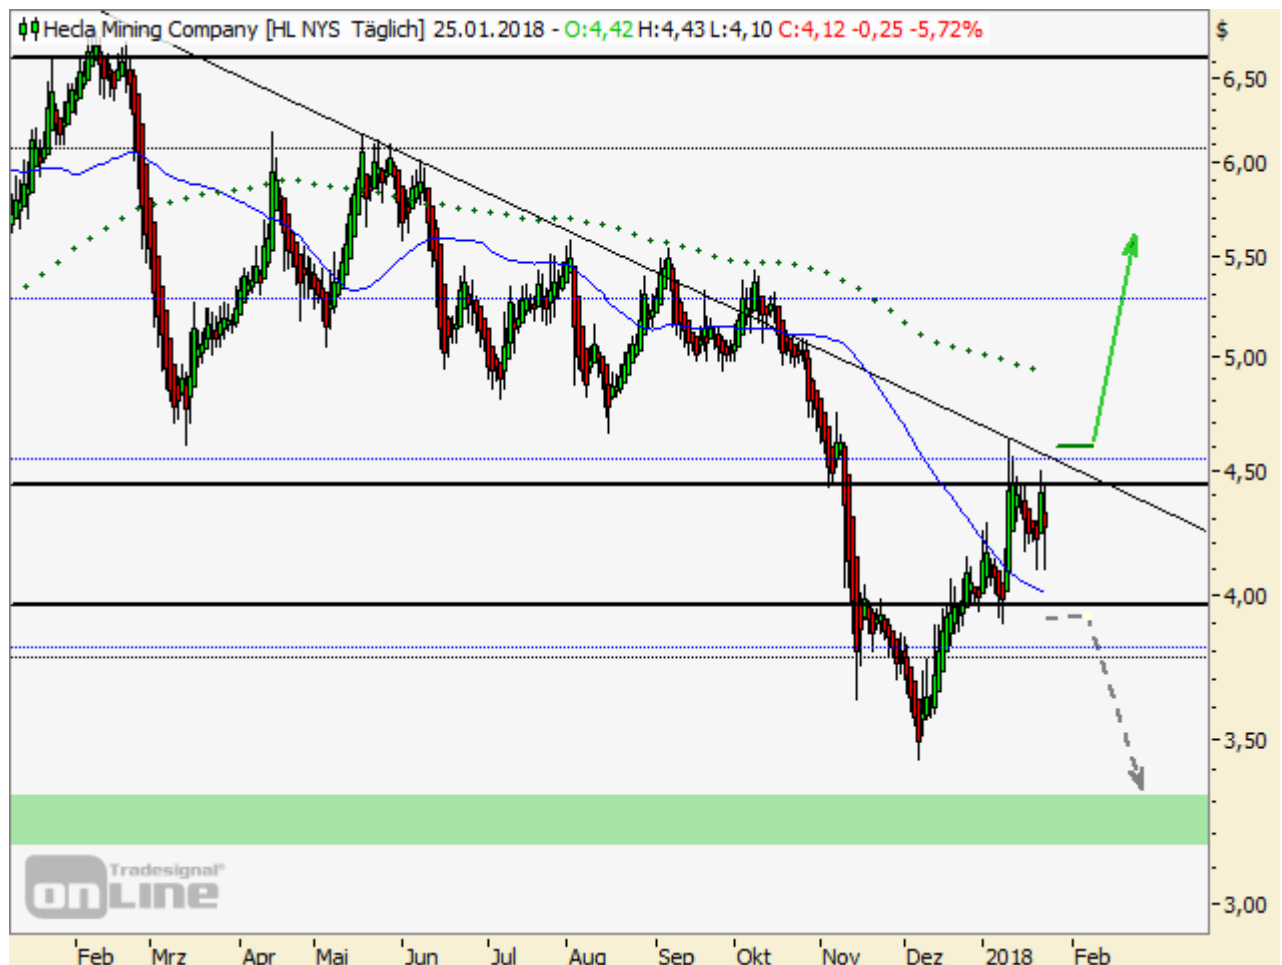 Hecla Mining Company [HL NYS Täglich] 25.01.2018 - O:4,42 H:4,43 L:4,10 C:4,12 -0,25 -5,72%
$
6,50
6,00
5,50
5,00
4,50
4,00
3,50
3,00
Tradesignal®
onLine
Feb Mrz Apr Mai Jun Jul Aug Sep Okt Nov Dez 2018 Feb